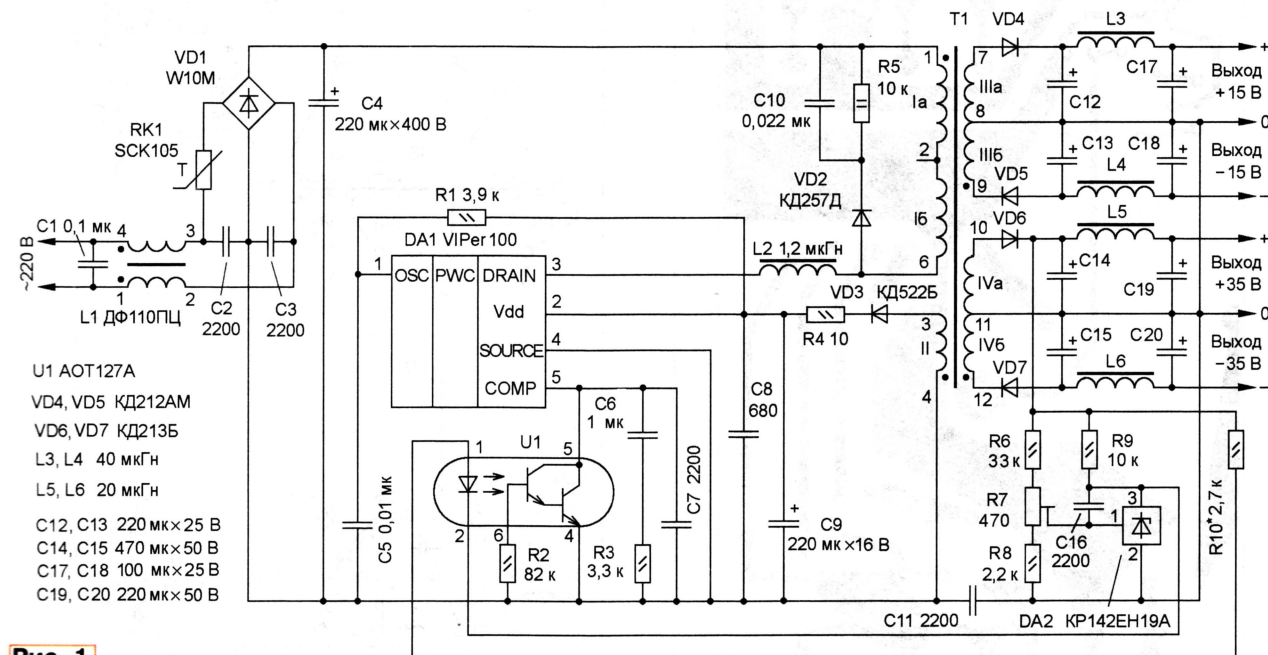 VD1
W10M
RK1
SCK105
T
C1 0,1 мк
4
3
~220 В
1
2
L1 ДФ110ПЦ
C2
2200
C3
2200
C4
+
220 мк×400 В
R1 3,9 к
DA1 VIPer100
1
OSC
PWC
DRAIN
3
Vdd
2
SOURCE
4
COMP
5
C10
0,022 мк
R5
10 к
VD2
КД257Д
L2 1,2 мкГн
VD3
КД522Б
R4 10
T1
1
Iа
2
Iб
6
3
II
4
7
IIIа
8
IIIб
9
10
IVа
11
IVб
12
VD4
L3
+
C12
+
C17
+
Выход
+15 В
0
C13
+
C18
+
Выход
−15 В
L4
VD5
−
VD6
L5
+
C14
+
C19
+
Выход
+35 В
0
C15
+
C20
+
Выход
−35 В
L6
VD7
−
U1 АОТ127А
VD4, VD5 КД212АМ
VD6, VD7 КД213Б
L3, L4 40 мкГн
L5, L6 20 мкГн
C12, C13 220 мк×25 В
C14, C15 470 мк×50 В
C17, C18 100 мк×25 В
C19, C20 220 мк×50 В
C5 0,01 мк
U1
1
2
5
6
4
R2
82 к
C6
1 мк
R3
3,3 к
C7 2200
C8
680
+
C9
220 мк×16 В
C11 2200
R6
33 к
R7
470
R8
2,2 к
R9
10 к
C16
2200
1
3
2
R10* 2,7 к
DA2 КР142ЕН19А
Рис. 1